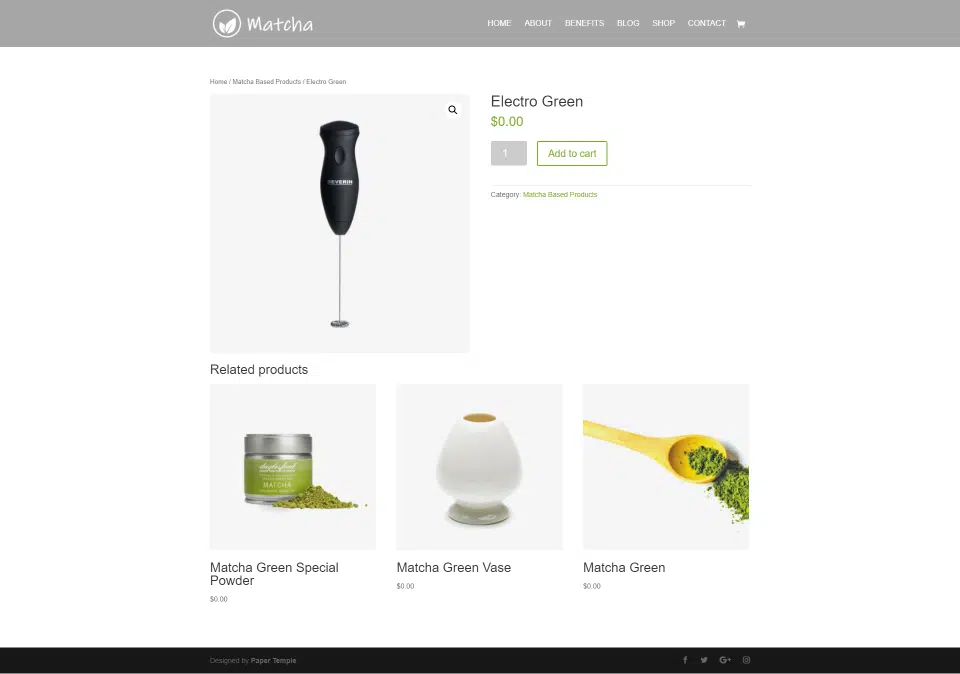 Matcha
HOME ABOUT BENEFITS BLOG SHOP CONTACT
Home / Matcha Based Products / Electro Green
SEVERIN
Electro Green
$0.00
1
Add to cart
Category: Matcha Based Products
Related products
MATCHA
Matcha Green Special
Powder
$0.00
Matcha Green Vase
$0.00
Matcha Green
$0.00
Designed by Paper Temple